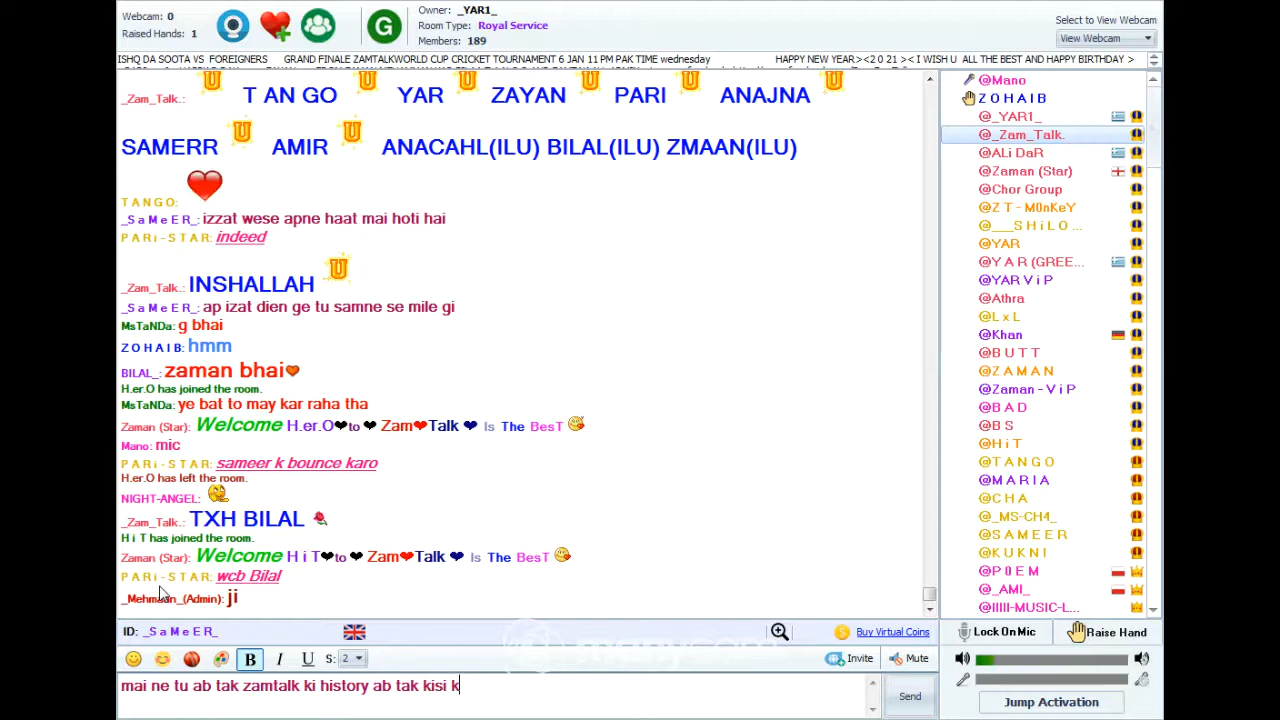 Webcam: 0
Raised Hands: 1
G
Owner: _YAR1_
Room Type: Royal Service
Members: 189
Select to View Webcam
View Webcam
ISHQ DA SOOTA VS FOREIGNERS GRAND FINALE ZAMTALKWORLD CUP CRICKET TOURNAMENT 6 JAN 11 PM PAK TIME wednesday HAPPY NEW YEAR><2 0 21 ><I WISH U ALL THE BEST AND HAPPY BIRTHDAY >
_Zam_Talk.: U T AN GO U YAR U ZAYAN U PARI U ANAJNA U
SAMERR U AMIR U ANACAHL(ILU) BILAL(ILU) ZMAAN(ILU)
T A N G O:
_S a M e E R_: izzat wese apne haat mai hoti hai
P A R i - S T A R: indeed
_Zam_Talk.: INSHALLAH U
_S a M e E R_: ap izat dien ge tu samne se mile gi
MsTaNDa: g bhai
Z O H A I B: hmm
BILAL_: zaman bhai
H.er.O has joined the room.
MsTaNDa: ye bat to may kar raha tha
Zaman (Star): Welcome H.er.O❤to ❤ Zam❤Talk ❤ Is The BesT
Mano: mic
P A R i - S T A R: sameer k bounce karo
H.er.O has left the room.
NIGHT-ANGEL:
_Zam_Talk.: TXH BILAL
H i T has joined the room.
Zaman (Star): Welcome H i T❤to ❤ Zam❤Talk ❤ Is The BesT
P A R i - S T A R: wcb Bilal
_Mehmaan_(Admin): ji
@Mano
Z O H A I B
@_YAR1_
@_Zam_Talk.
@ALi DaR
@Zaman (Star)
@Chor Group
@Z T - M0nKeY
@___S H i L O ...
@YAR
@Y A R (GREE...
@YAR V i P
@Athra
@L x L
@Khan
@B U T T
@Z A M A N
@Zaman - V i P
@B A D
@B S
@H i T
@T A N G O
@M A R I A
@C H A
@_MS-CH4_
@S A M E E R
@K U K N I
@P 0 E M
@_AMI_
@IIIII-MUSIC-L...
ID: _S a M e E R_
Buy Virtual Coins
Lock On Mic
Raise Hand
B I U S: 2
Invite
Mute
mai ne tu ab tak zamtalk ki history ab tak kisi k
Send
Jump Activation